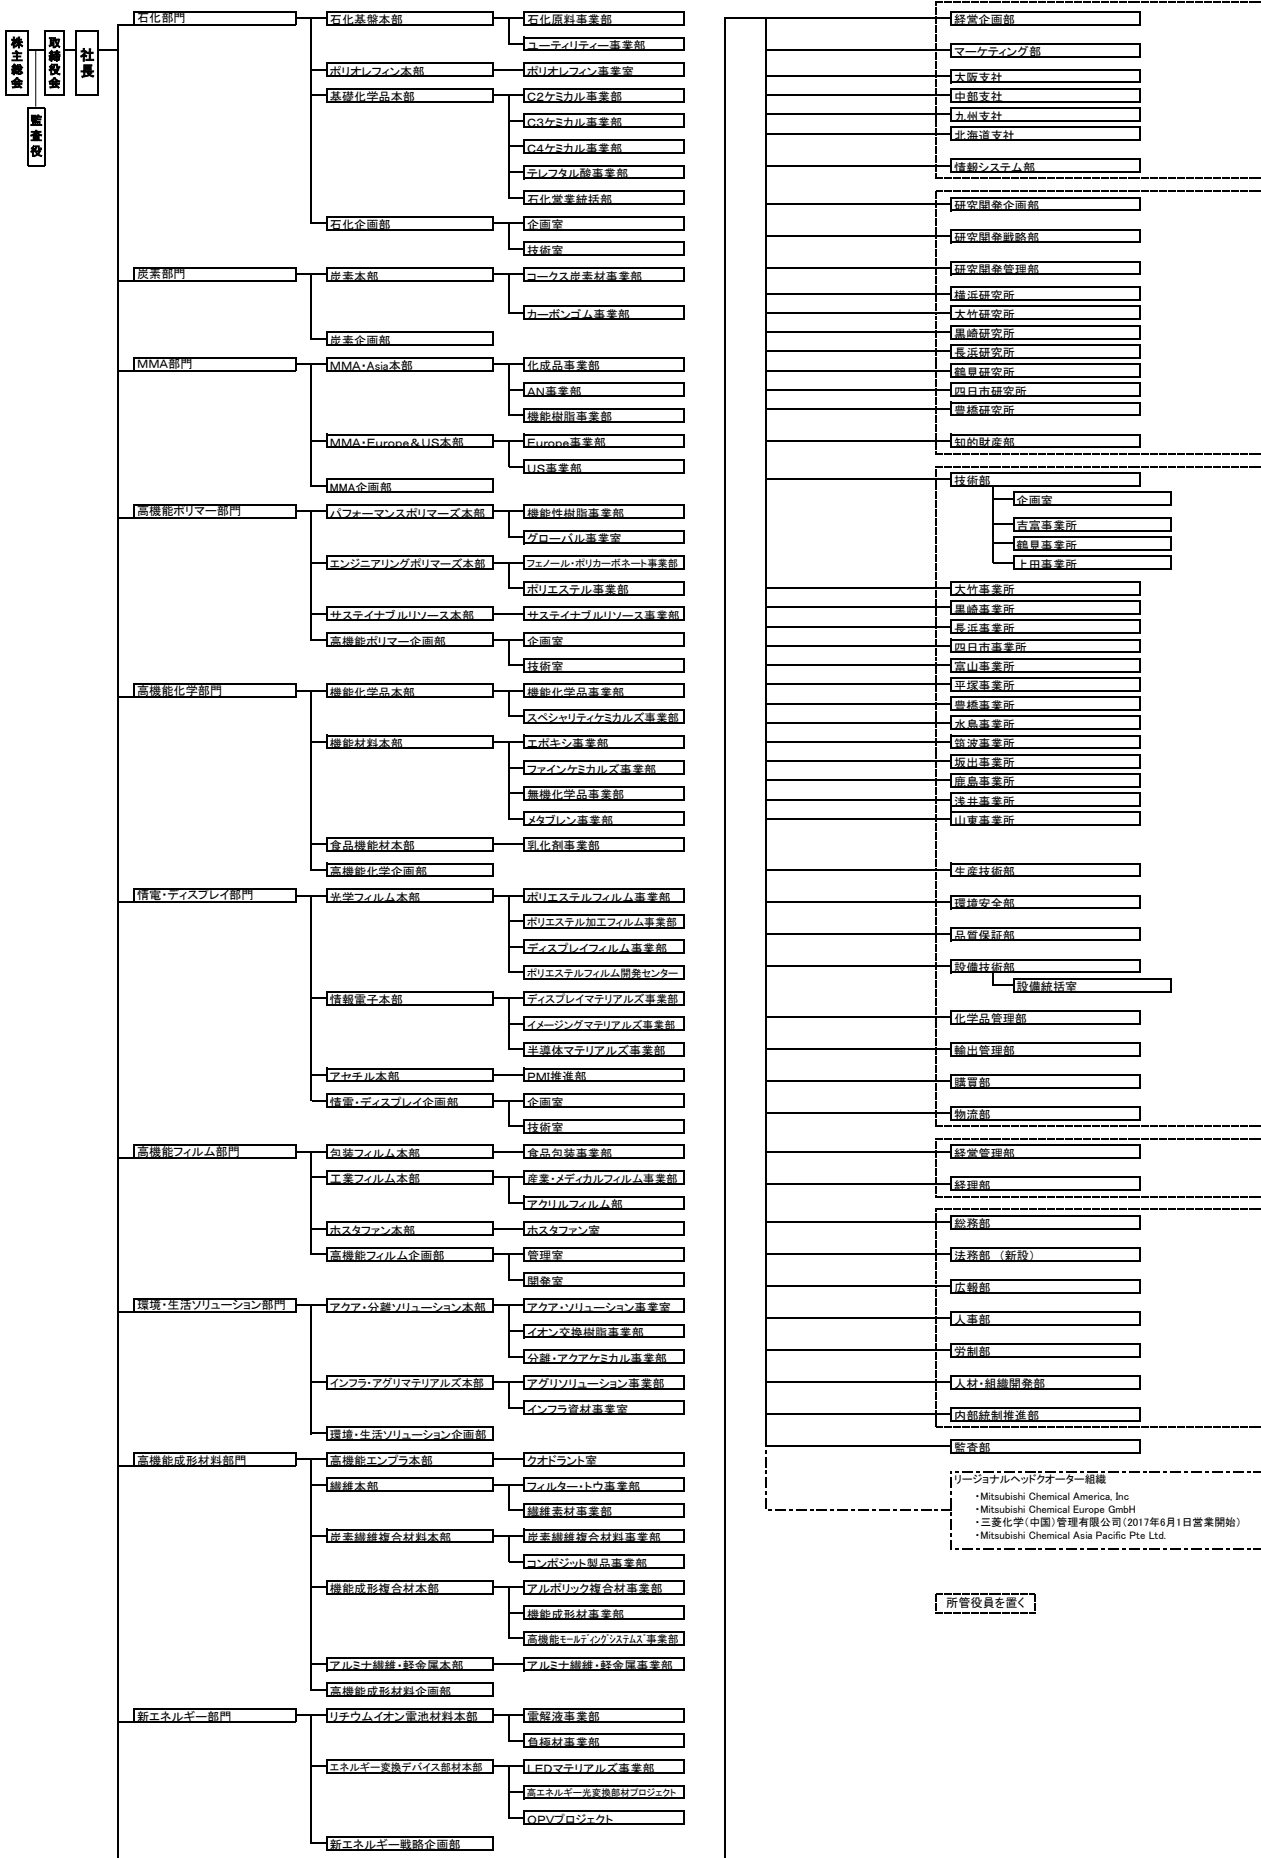 株主総会
取締役会
社長
監査役
石化部門
石化基盤本部
石化原料事業部
ユーティリティー事業部
ポリオレフィン本部
ポリオレフィン事業室
基礎化学品本部
C2ケミカル事業部
C3ケミカル事業部
C4ケミカル事業部
テレフタル酸事業部
石化営業統括部
石化企画部
企画室
技術室
炭素部門
炭素本部
コークス炭素材事業部
カーボンゴム事業部
炭素企画部
MMA部門
MMA・Asia本部
化成品事業部
AN事業部
機能樹脂事業部
MMA・Europe＆US本部
Europe事業部
US事業部
MMA企画部
高機能ポリマー部門
パフォーマンスポリマーズ本部
機能性樹脂事業部
グローバル事業室
エンジニアリングポリマーズ本部
フェノール・ポリカーボネート事業部
ポリエステル事業部
サステイナブルリソース本部
サステイナブルリソース事業部
高機能ポリマー企画部
企画室
技術室
高機能化学部門
機能化学品本部
機能化学品事業部
スペシャリティケミカルズ事業部
機能材料本部
エポキシ事業部
ファインケミカルズ事業部
無機化学品事業部
メタブレン事業部
食品機能材本部
乳化剤事業部
高機能化学企画部
情電・ディスプレイ部門
光学フィルム本部
ポリエステルフィルム事業部
ポリエステル加工フィルム事業部
ディスプレイフィルム事業部
ポリエステルフィルム開発センター
情報電子本部
ディスプレイマテリアルズ事業部
イメージングマテリアルズ事業部
半導体マテリアルズ事業部
アセチル本部
PMI推進部
情電・ディスプレイ企画部
企画室
技術室
高機能フィルム部門
包装フィルム本部
食品包装事業部
工業フィルム本部
産業・メディカルフィルム事業部
アクリルフィルム部
ホスタファン本部
ホスタファン室
高機能フィルム企画部
管理室
開発室
環境・生活ソリューション部門
アクア・分離ソリューション本部
アクア・ソリューション事業室
イオン交換樹脂事業部
分離・アクアケミカル事業部
インフラ・アグリマテリアルズ本部
アグリソリューション事業部
インフラ資材事業室
環境・生活ソリューション企画部
高機能成形材料部門
高機能エンプラ本部
クオドラント室
繊維本部
フィルター・トウ事業部
繊維素材事業部
炭素繊維複合材料本部
炭素繊維複合材料事業部
コンポジット製品事業部
機能成形複合材本部
アルポリック複合材事業部
機能成形材事業部
高機能モールディングシステムズ事業部
アルミナ繊維・軽金属本部
アルミナ繊維・軽金属事業部
高機能成形材料企画部
新エネルギー部門
リチウムイオン電池材料本部
電解液事業部
負極材事業部
エネルギー変換デバイス部材本部
LEDマテリアルズ事業部
高エネルギー光変換部材プロジェクト
OPVプロジェクト
新エネルギー戦略企画部
経営企画部
マーケティング部
大阪支社
中部支社
九州支社
北海道支社
情報システム部
研究開発企画部
研究開発戦略部
研究開発管理部
横浜研究所
大竹研究所
黒崎研究所
長浜研究所
鶴見研究所
四日市研究所
豊橋研究所
知的財産部
技術部
企画室
吉富事業所
鶴見事業所
上田事業所
大竹事業所
黒崎事業所
長浜事業所
四日市事業所
富山事業所
平塚事業所
豊橋事業所
水島事業所
筑波事業所
坂出事業所
鹿島事業所
浅井事業所
山東事業所
生産技術部
環境安全部
品質保証部
設備技術部
設備統括室
化学品管理部
輸出管理部
購買部
物流部
経営管理部
経理部
総務部
法務部 （新設）
広報部
人事部
労制部
人材・組織開発部
内部統制推進部
監査部
リージョナルヘッドクオーター組織
・Mitsubishi Chemical America, Inc
・Mitsubishi Chemical Europe GmbH
・三菱化学（中国）管理有限公司（2017年6月1日営業開始）
・Mitsubishi Chemical Asia Pacific Pte Ltd.
所管役員を置く